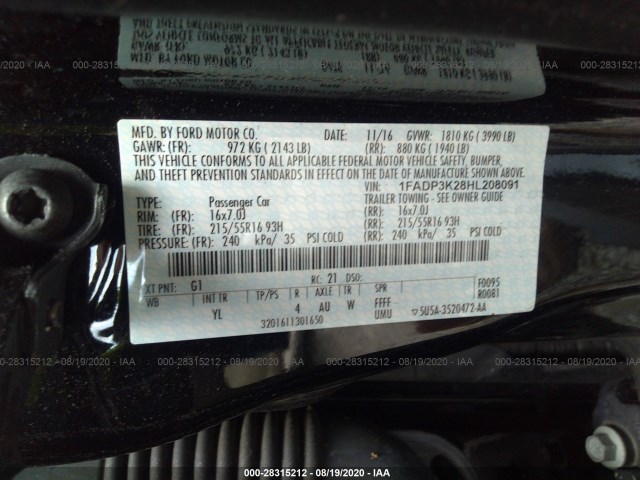 MFD. BY FORD MOTOR CO. DATE: 11/16 GVWR: 1810 KG ( 3990 LB)
GAWR: (FR): 972 KG ( 2143 LB) (RR): 880 KG ( 1940 LB)
THIS VEHICLE CONFORMS TO ALL APPLICABLE FEDERAL MOTOR VEHICLE SAFETY, BUMPER,
AND THEFT PREVENTION STANDARDS IN EFFECT ON THE DATE OF MANUFACTURE SHOWN ABOVE.
VIN: 1FADP3K28HL208091
TYPE: Passenger Car TRAILER TOWING - SEE OWNER GUIDE
RIM: (FR): 16x7.0J (RR): 16x7.0J
TIRE: (FR): 215/55R16 93H (RR): 215/55R16 93H
PRESSURE: (FR): 240 kPa/ 35 PSI COLD (RR): 240 kPa/ 35 PSI COLD
EXT PNT: G1 RC: 21 DSO: F0095
WB INT TR TP/PS R AXLE TR SPR R0081
YL 4 AU W FFFF
3201611301650 UMU 5U5A-3520472-AA
000-28315212 - 08/19/2020 - IAA